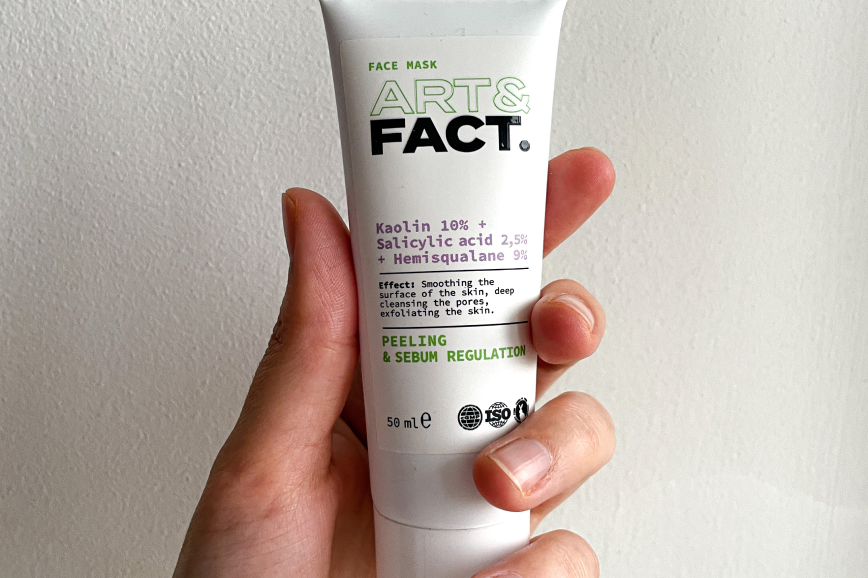 FACE MASK
ART&
FACT.
Kaolin 10% +
Salicylic acid 2,5%
+ Hemisqualane 9%
Effect: Smoothing the
surface of the skin, deep
cleansing the pores,
exfoliating the skin.
PEELING
& SEBUM REGULATION
50 ml e
ISO